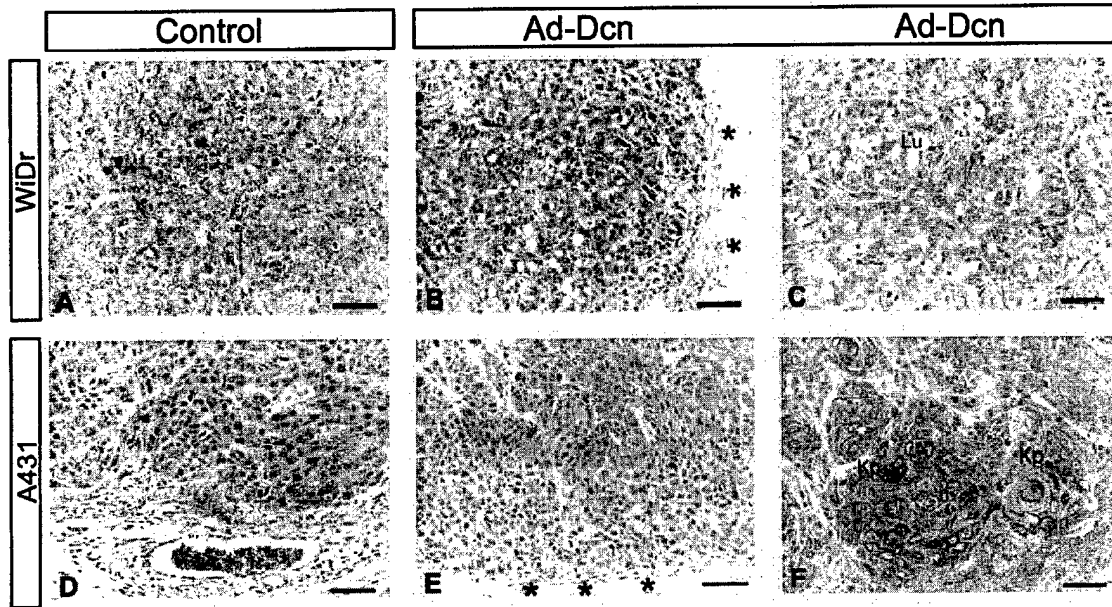 Control Ad-Dcn Ad-Dcn
WiDr
A
* * *
B
Lu
C
A431
D
* * *
E
Kp Kp
F